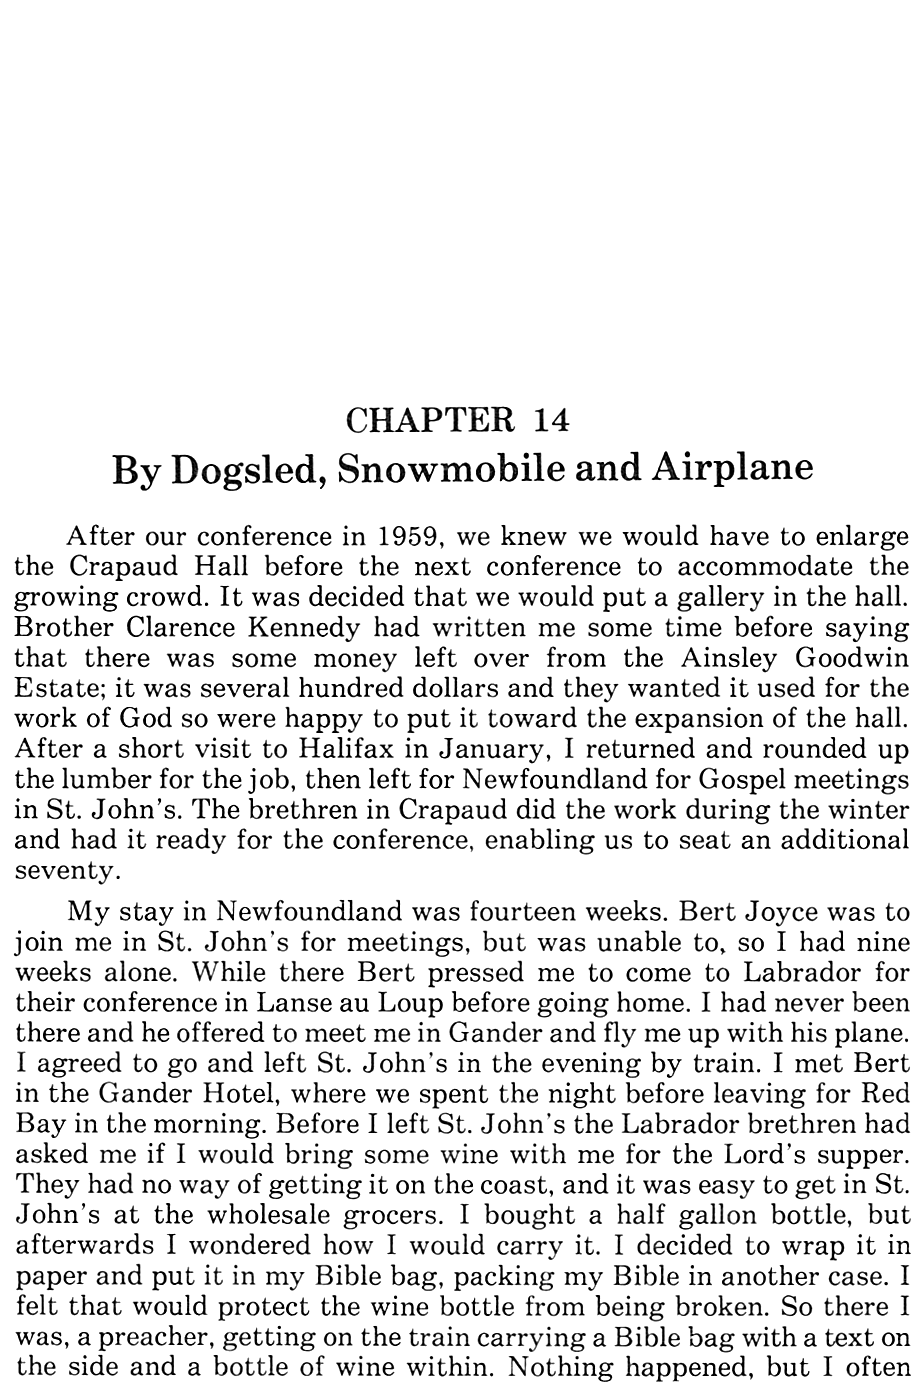 CHAPTER 14
By Dogsled, Snowmobile and Airplane
After our conference in 1959, we knew we would have to enlarge
the Crapaud Hall before the next conference to accommodate the
growing crowd. It was decided that we would put a gallery in the hall.
Brother Clarence Kennedy had written me some time before saying
that there was some money left over from the Ainsley Goodwin
Estate; it was several hundred dollars and they wanted it used for the
work of God so were happy to put it toward the expansion of the hall.
After a short visit to Halifax in January, I returned and rounded up
the lumber for the job, then left for Newfoundland for Gospel meetings
in St. John's. The brethren in Crapaud did the work during the winter
and had it ready for the conference, enabling us to seat an additional
seventy.
My stay in Newfoundland was fourteen weeks. Bert Joyce was to
join me in St. John's for meetings, but was unable to, so I had nine
weeks alone. While there Bert pressed me to come to Labrador for
their conference in Lanse au Loup before going home. I had never been
there and he offered to meet me in Gander and fly me up with his plane.
I agreed to go and left St. John's in the evening by train. I met Bert
in the Gander Hotel, where we spent the night before leaving for Red
Bay in the morning. Before I left St. John's the Labrador brethren had
asked me if I would bring some wine with me for the Lord's supper.
They had no way of getting it on the coast, and it was easy to get in St.
John's at the wholesale grocers. I bought a half gallon bottle, but
afterwards I wondered how I would carry it. I decided to wrap it in
paper and put it in my Bible bag, packing my Bible in another case. I
felt that would protect the wine bottle from being broken. So there I
was, a preacher, getting on the train carrying a Bible bag with a text on
the side and a bottle of wine within. Nothing happened, but I often